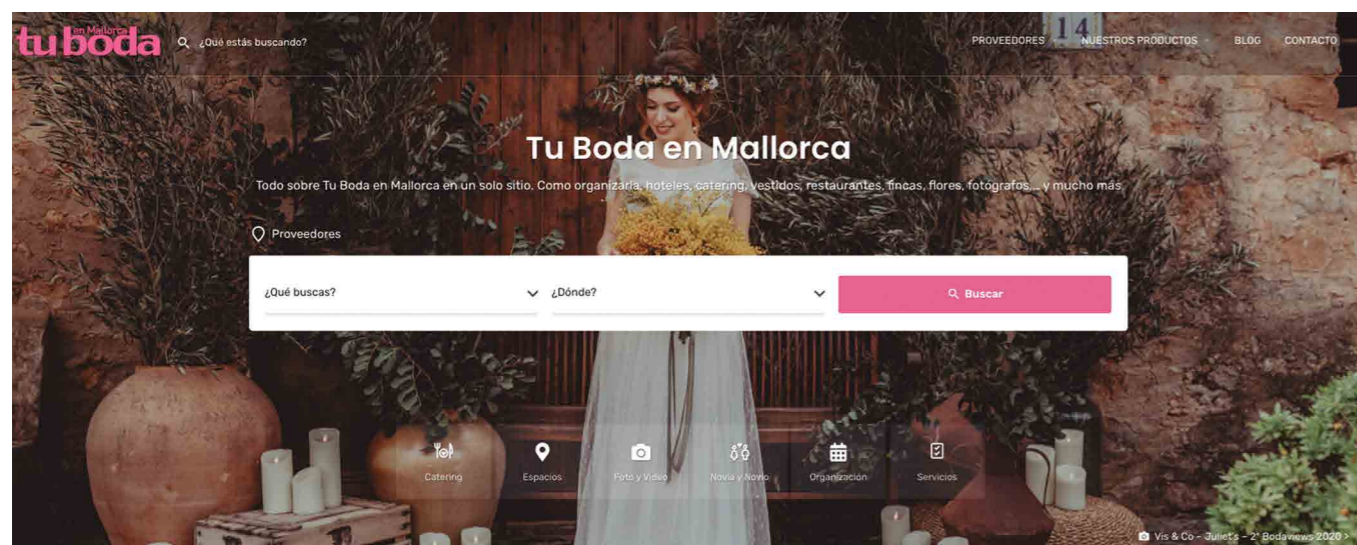 en Mallorca
tu boda
¿Qué estás buscando?
PROVEEDORES
NUESTROS PRODUCTOS
BLOG
CONTACTO
14
Tu Boda en Mallorca
Todo sobre Tu Boda en Mallorca en un solo sitio. Como organizarla, hoteles, catering, vestidos, restaurantes, fincas, flores, fotógrafos,... y mucho más.
Proveedores
¿Qué buscas?
¿Dónde?
Buscar
Catering
Espacios
Foto y Video
Novia y Novio
Organización
Servicios
Vis & Co - Juliet's - 2ª Bodaviews 2020 >